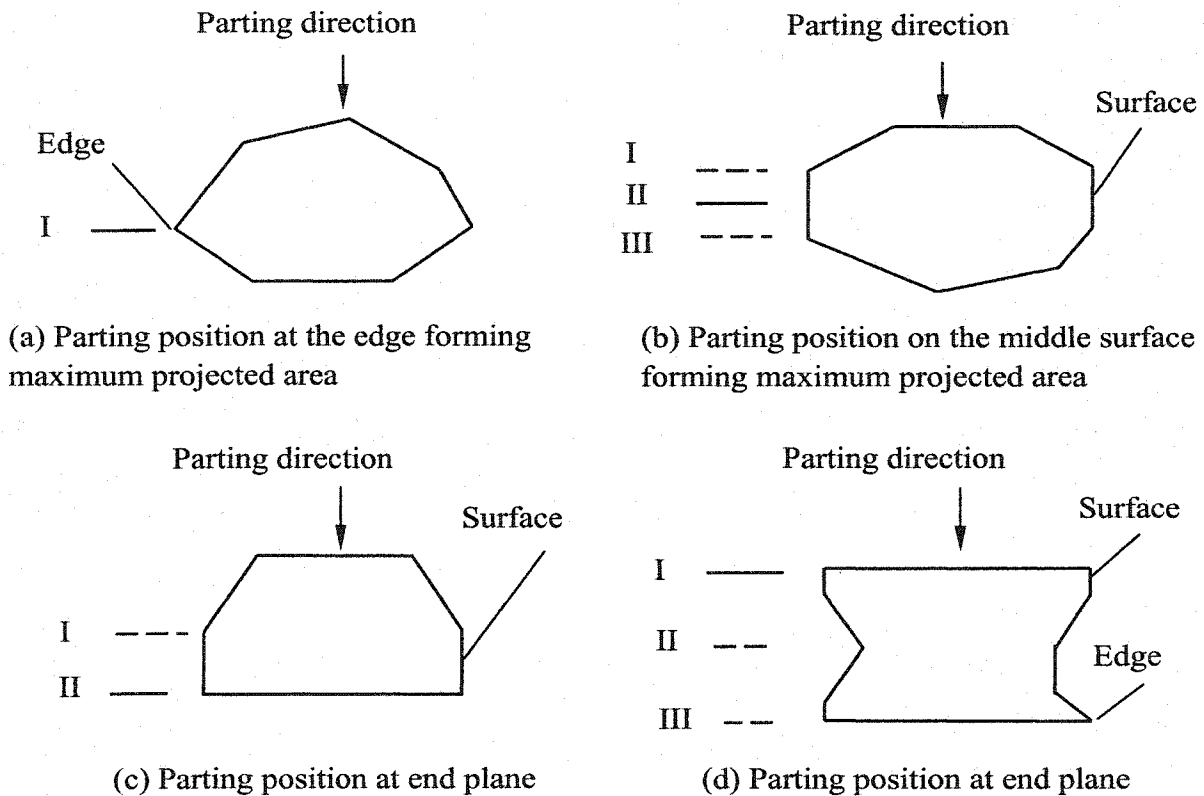 Parting direction
Edge
I
(a) Parting position at the edge forming
maximum projected area
Parting direction
Surface
I
II
III
(b) Parting position on the middle surface
forming maximum projected area
Parting direction
Surface
I
II
(c) Parting position at end plane
Parting direction
Surface
I
II
Edge
III
(d) Parting position at end plane